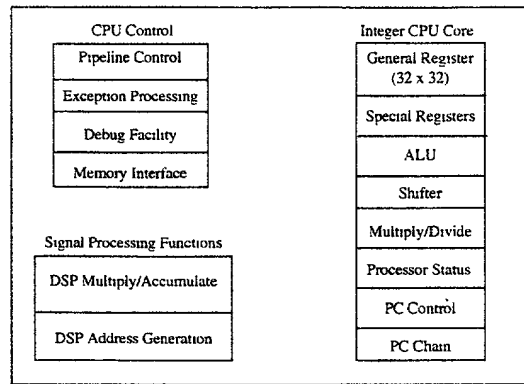 CPU Control
Pipeline Control
Exception Processing
Debug Facility
Memory Interface
Signal Processing Functions
DSP Multiply/Accumulate
DSP Address Generation
Integer CPU Core
General Register
(32 x 32)
Special Registers
ALU
Shifter
Multiply/Divide
Processor Status
PC Control
PC Chain